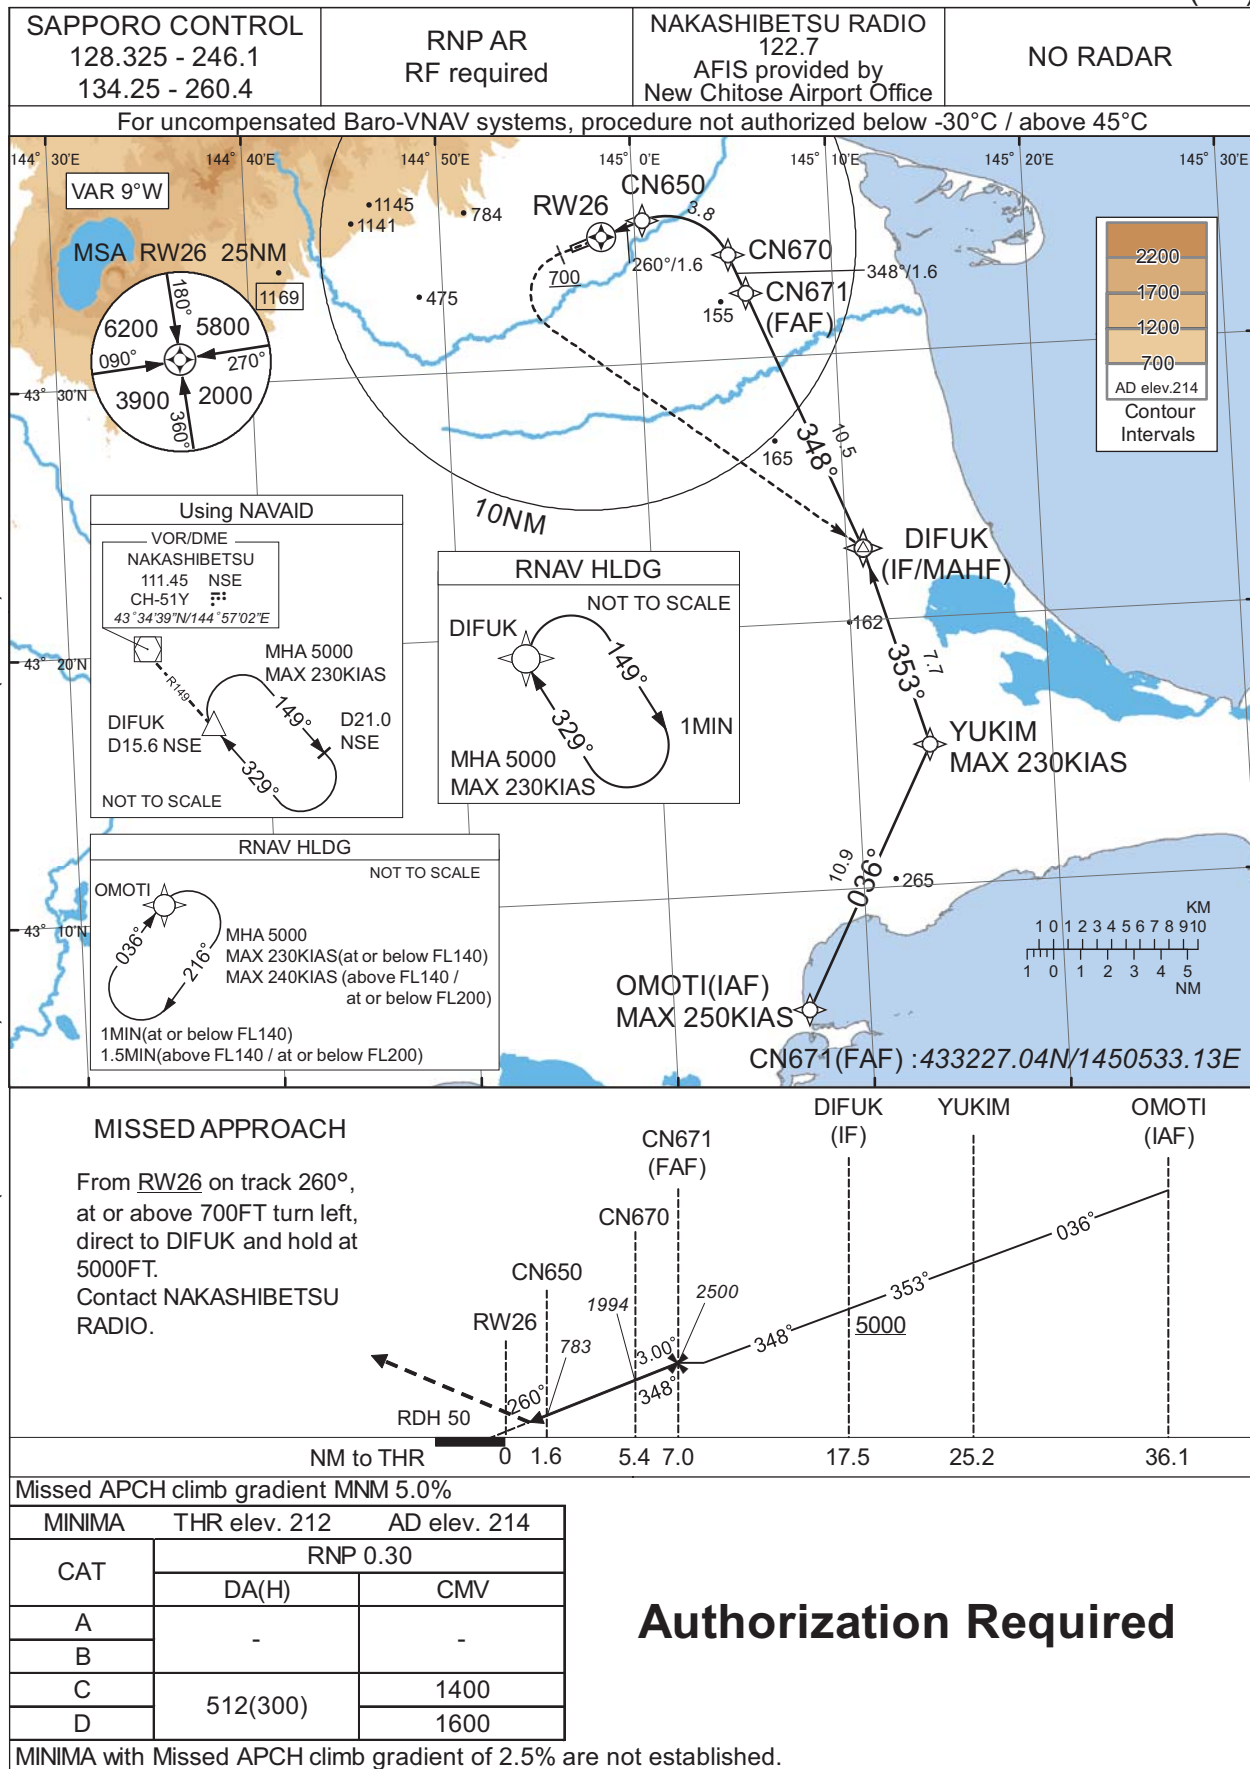 SAPPORO CONTROL
128.325 - 246.1
134.25 - 260.4
RNP AR
RF required
NAKASHIBETSU RADIO
122.7
AFIS provided by
New Chitose Airport Office
NO RADAR
For uncompensated Baro-VNAV systems, procedure not authorized below -30°C / above 45°C
144° 30'E
144° 40'E
144° 50'E
145° 0'E
145° 10'E
145° 20'E
145° 30'E
VAR 9°W
1145
1141
784
475
1169
MSA RW26 25NM
180°
6200
5800
090°
270°
3900
2000
360°
RW26
CN650
3.8
CN670
260°/1.6
348°/1.6
700
CN671
(FAF)
155
2200
1700
1200
700
AD elev.214
Contour
Intervals
43° 30'N
10.5
348°
165
10NM
DIFUK
(IF/MAHF)
162
7.7
353°
YUKIM
MAX 230KIAS
Using NAVAID
VOR/DME
NAKASHIBETSU
111.45 NSE
CH-51Y
43°34'39"N/144°57'02"E
R149
MHA 5000
MAX 230KIAS
149°
DIFUK
D15.6 NSE
D21.0
NSE
329°
NOT TO SCALE
RNAV HLDG
NOT TO SCALE
DIFUK
149°
329°
1MIN
MHA 5000
MAX 230KIAS
43° 20'N
RNAV HLDG
NOT TO SCALE
OMOTI
036°
216°
MHA 5000
MAX 230KIAS(at or below FL140)
MAX 240KIAS (above FL140 /
at or below FL200)
1MIN(at or below FL140)
1.5MIN(above FL140 / at or below FL200)
43° 10'N
10.9
036°
265
OMOTI(IAF)
MAX 250KIAS
KM
1 0 1 2 3 4 5 6 7 8 9 10
1 0 1 2 3 4 5
NM
CN671(FAF) :433227.04N/1450533.13E
MISSED APPROACH
From RW26 on track 260°,
at or above 700FT turn left,
direct to DIFUK and hold at
5000FT.
Contact NAKASHIBETSU
RADIO.
RW26
CN650
CN670
CN671
(FAF)
DIFUK
(IF)
YUKIM
OMOTI
(IAF)
783
1994
2500
5000
260°
3.00°
348°
348°
353°
036°
RDH 50
NM to THR 0 1.6 5.4 7.0 17.5 25.2 36.1
Missed APCH climb gradient MNM 5.0%
MINIMA THR elev. 212 AD elev. 214
CAT
RNP 0.30
DA(H) CMV
A
B
- -
C
D
512(300)
1400
1600
MINIMA with Missed APCH climb gradient of 2.5% are not established.
Authorization Required